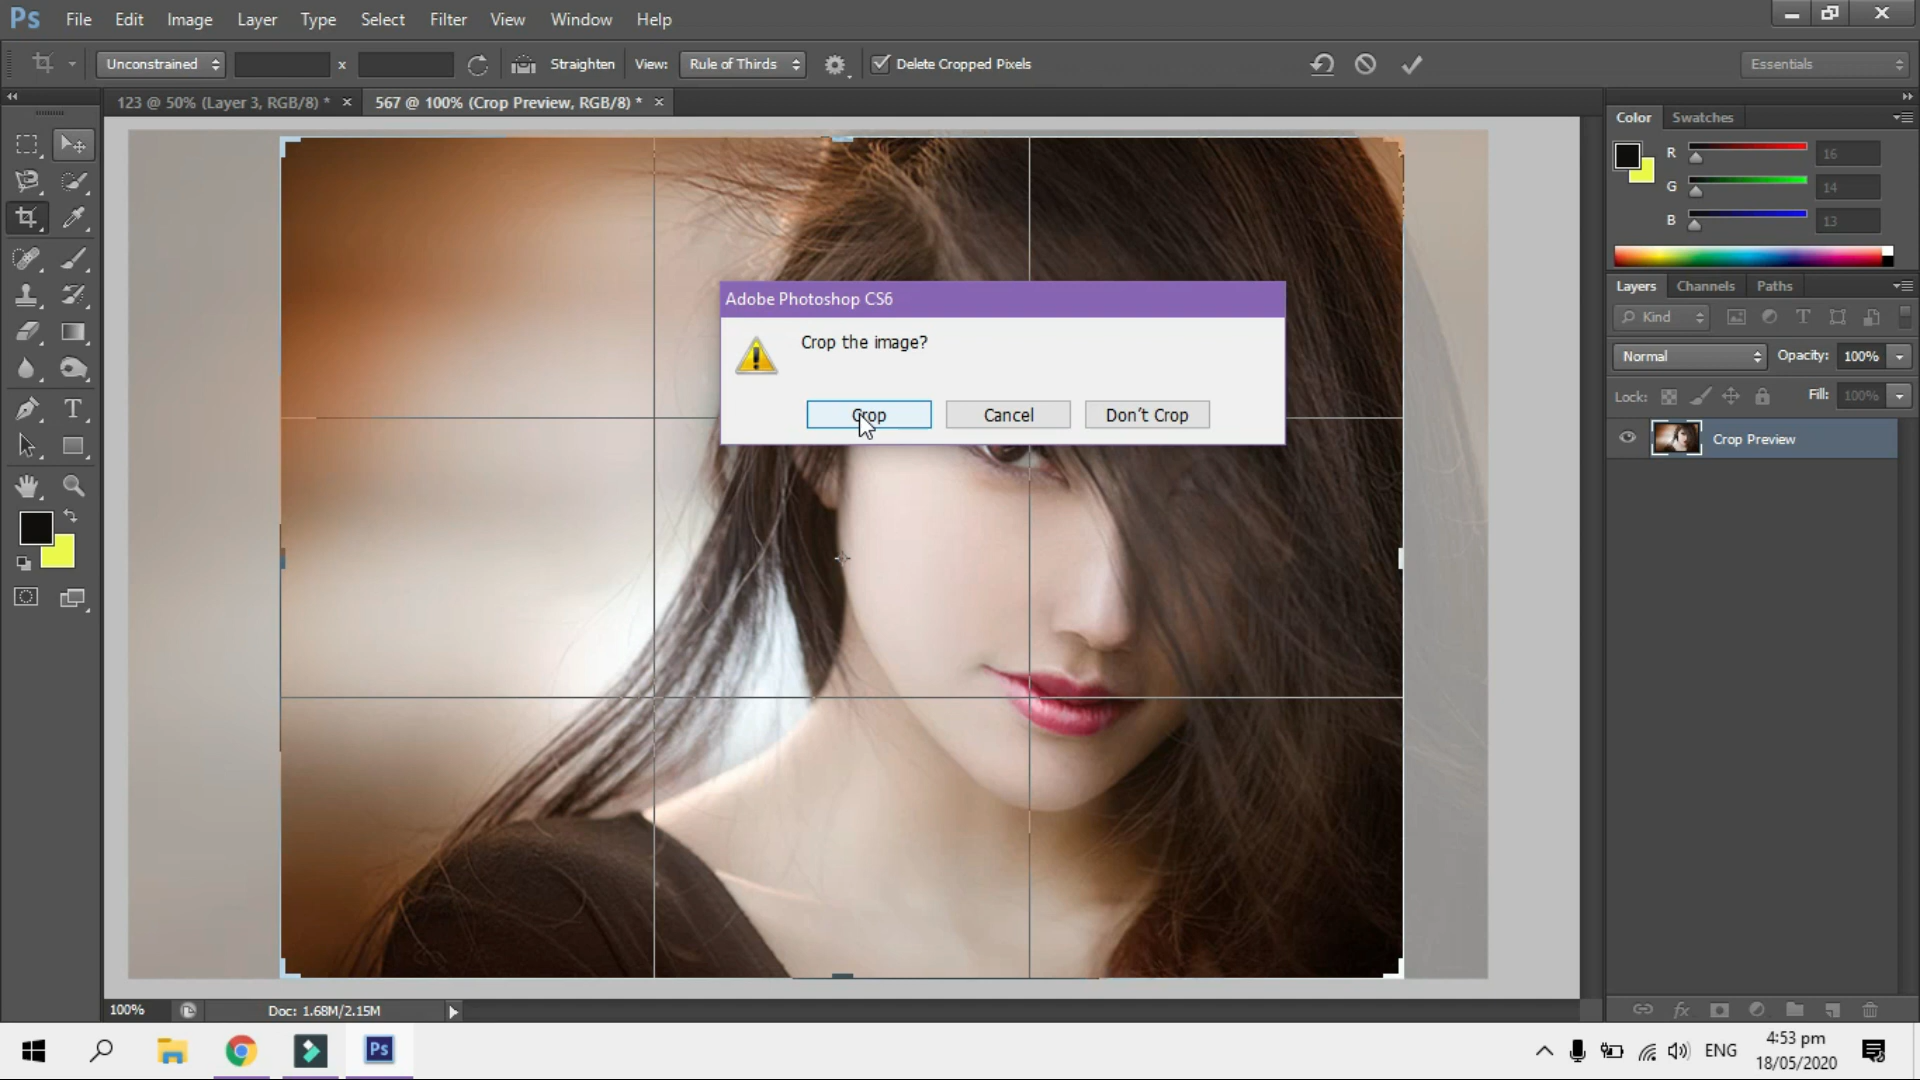 Ps File Edit Image Layer Type Select Filter View Window Help
Unconstrained x Straighten View: Rule of Thirds Delete Cropped Pixels Essentials
123 @ 50% (Layer 3, RGB/8) * × 567 @ 100% (Crop Preview, RGB/8) * ×
Color Swatches
R 16
G 14
B 13
Adobe Photoshop CS6
Crop the image?
Crop Cancel Don't Crop
Layers Channels Paths
Kind
Normal Opacity: 100%
Lock: Fill: 100%
Crop Preview
100% Doc: 1.68M/2.15M
Ps
ENG
4:53 pm
18/05/2020